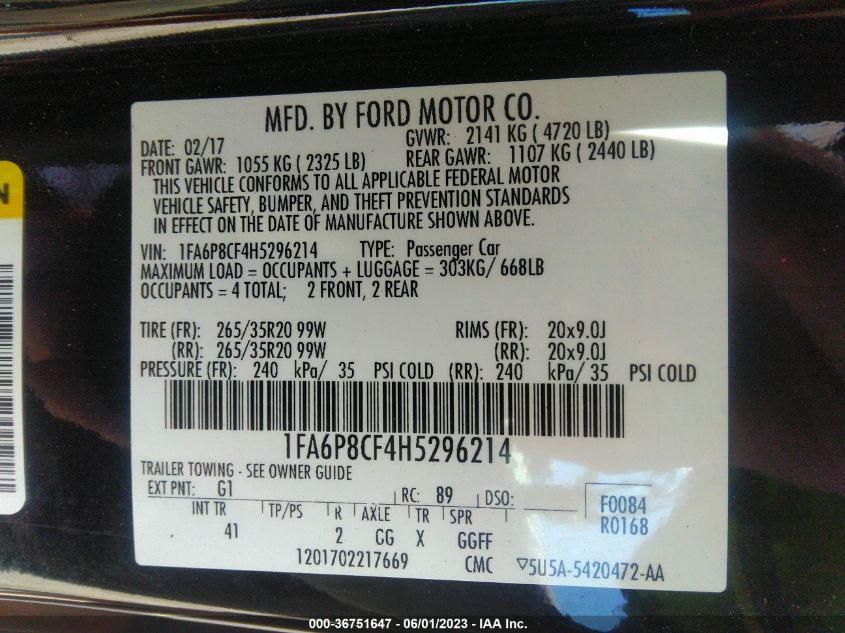 MFD. BY FORD MOTOR CO.
DATE: 02/17 GVWR: 2141 KG ( 4720 LB)
FRONT GAWR: 1055 KG ( 2325 LB) REAR GAWR: 1107 KG ( 2440 LB)
THIS VEHICLE CONFORMS TO ALL APPLICABLE FEDERAL MOTOR
VEHICLE SAFETY, BUMPER, AND THEFT PREVENTION STANDARDS
IN EFFECT ON THE DATE OF MANUFACTURE SHOWN ABOVE.
VIN: 1FA6P8CF4H5296214 TYPE: Passenger Car
MAXIMUM LOAD = OCCUPANTS + LUGGAGE = 303KG/ 668LB
OCCUPANTS = 4 TOTAL; 2 FRONT, 2 REAR
TIRE (FR): 265/35R20 99W RIMS (FR): 20x9.0J
(RR): 265/35R20 99W (RR): 20x9.0J
PRESSURE (FR): 240 kPa/ 35 PSI COLD (RR): 240 kPa/ 35 PSI COLD
1FA6P8CF4H5296214
TRAILER TOWING - SEE OWNER GUIDE
EXT PNT: G1 RC: 89 DSO: F0084
INT TR TP/PS R AXLE TR SPR R0168
41 2 CG X GGFF
1201702217669 CMC ▽5U5A-5420472-AA
N
000-36751647 - 06/01/2023 - IAA Inc.